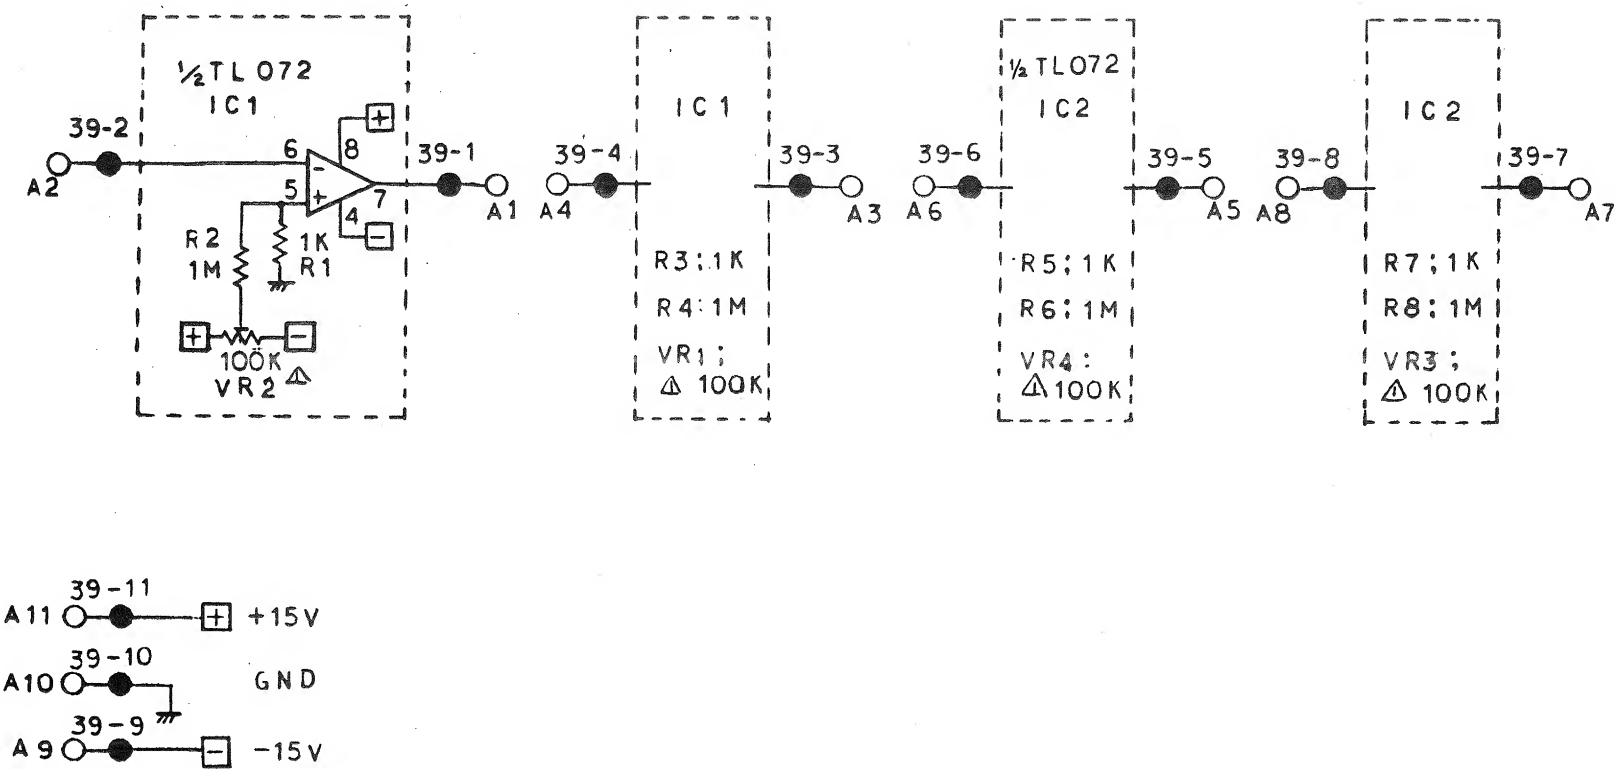 ½TL072
IC1
39-2
A2
6
-
5
+
8
+
4
-
7
39-1
A1
R2
1M
1K
R1
+
-
100K
VR2
39-4
A4
IC1
39-3
A3
R3;1K
R4:1M
VR1;
100K
39-6
A6
½TL072
IC2
39-5
A5
R5;1K
R6;1M
VR4:
100K
39-8
A8
IC2
39-7
A7
R7;1K
R8:1M
VR3;
100K
39-11
A11
+
+15V
39-10
A10
GND
39-9
A9
-
-15V